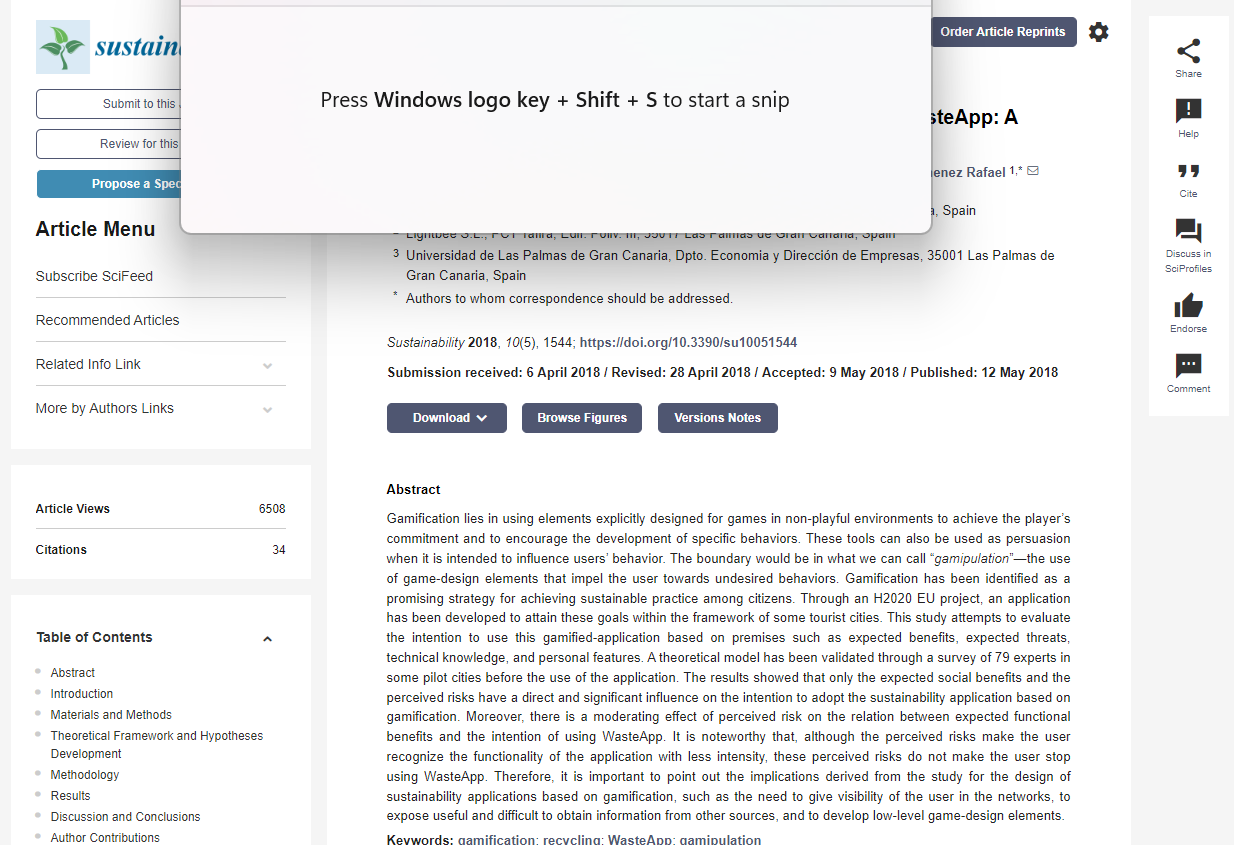 sustain
Submit to this
Review for this
Propose a Spec
Article Menu
Subscribe SciFeed
Recommended Articles
Related Info Link
More by Authors Links
Article Views 6508
Citations 34
Table of Contents
Abstract
Introduction
Materials and Methods
Theoretical Framework and Hypotheses
Development
Methodology
Results
Discussion and Conclusions
Author Contributions
Press Windows logo key + Shift + S to start a snip
Order Article Reprints
steApp: A
enez Rafael 1,*
a, Spain
Lightbee S.L., PCT Tafira, Edif. Poliv. III, 35017 Las Palmas de Gran Canaria, Spain
3 Universidad de Las Palmas de Gran Canaria, Dpto. Economia y Dirección de Empresas, 35001 Las Palmas de
Gran Canaria, Spain
* Authors to whom correspondence should be addressed.
Sustainability 2018, 10(5), 1544; https://doi.org/10.3390/su10051544
Submission received: 6 April 2018 / Revised: 28 April 2018 / Accepted: 9 May 2018 / Published: 12 May 2018
Download
Browse Figures
Versions Notes
Abstract
Gamification lies in using elements explicitly designed for games in non-playful environments to achieve the player’s
commitment and to encourage the development of specific behaviors. These tools can also be used as persuasion
when it is intended to influence users’ behavior. The boundary would be in what we can call “gamipulation”—the use
of game-design elements that impel the user towards undesired behaviors. Gamification has been identified as a
promising strategy for achieving sustainable practice among citizens. Through an H2020 EU project, an application
has been developed to attain these goals within the framework of some tourist cities. This study attempts to evaluate
the intention to use this gamified-application based on premises such as expected benefits, expected threats,
technical knowledge, and personal features. A theoretical model has been validated through a survey of 79 experts in
some pilot cities before the use of the application. The results showed that only the expected social benefits and the
perceived risks have a direct and significant influence on the intention to adopt the sustainability application based on
gamification. Moreover, there is a moderating effect of perceived risk on the relation between expected functional
benefits and the intention of using WasteApp. It is noteworthy that, although the perceived risks make the user
recognize the functionality of the application with less intensity, these perceived risks do not make the user stop
using WasteApp. Therefore, it is important to point out the implications derived from the study for the design of
sustainability applications based on gamification, such as the need to give visibility of the user in the networks, to
expose useful and difficult to obtain information from other sources, and to develop low-level game-design elements.
Keywords: gamification; recycling; WasteApp; gamipulation
Share
Help
Cite
Discuss in
SciProfiles
Endorse
Comment